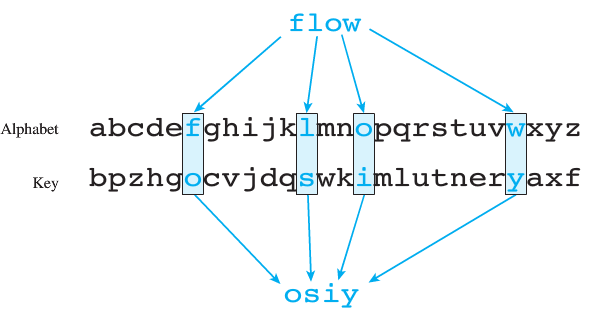 flow
Alphabet abcdefghijklmnopqrstuvwxyz
Key bpzhgocvjdqswkimlutneryaxf
osiy